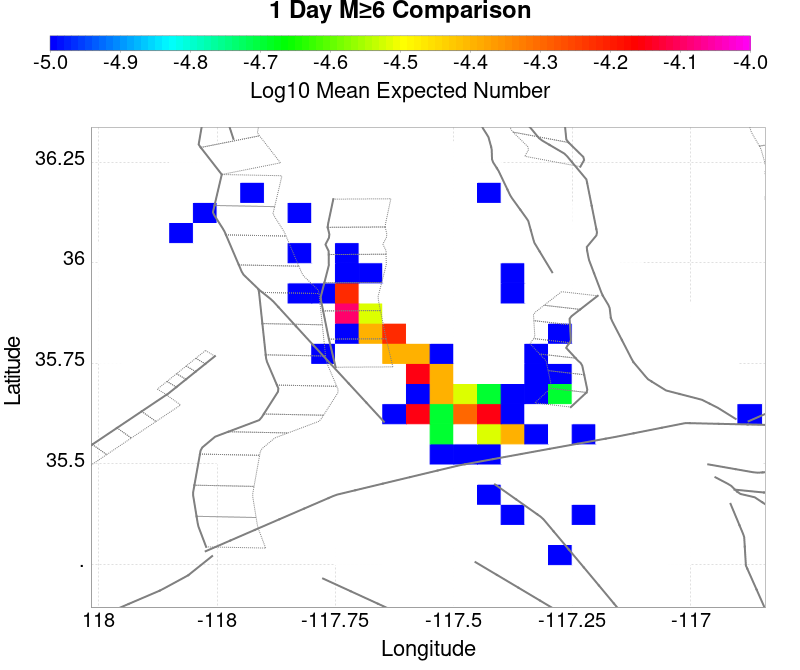 1 Day M≥6 Comparison
-5.0 -4.9 -4.8 -4.7 -4.6 -4.5 -4.4 -4.3 -4.2 -4.1 -4.0
Log10 Mean Expected Number
36.25
36
35.75
35.5
.
Latitude
118 -118 -117.75 -117.5 -117.25 -117
Longitude